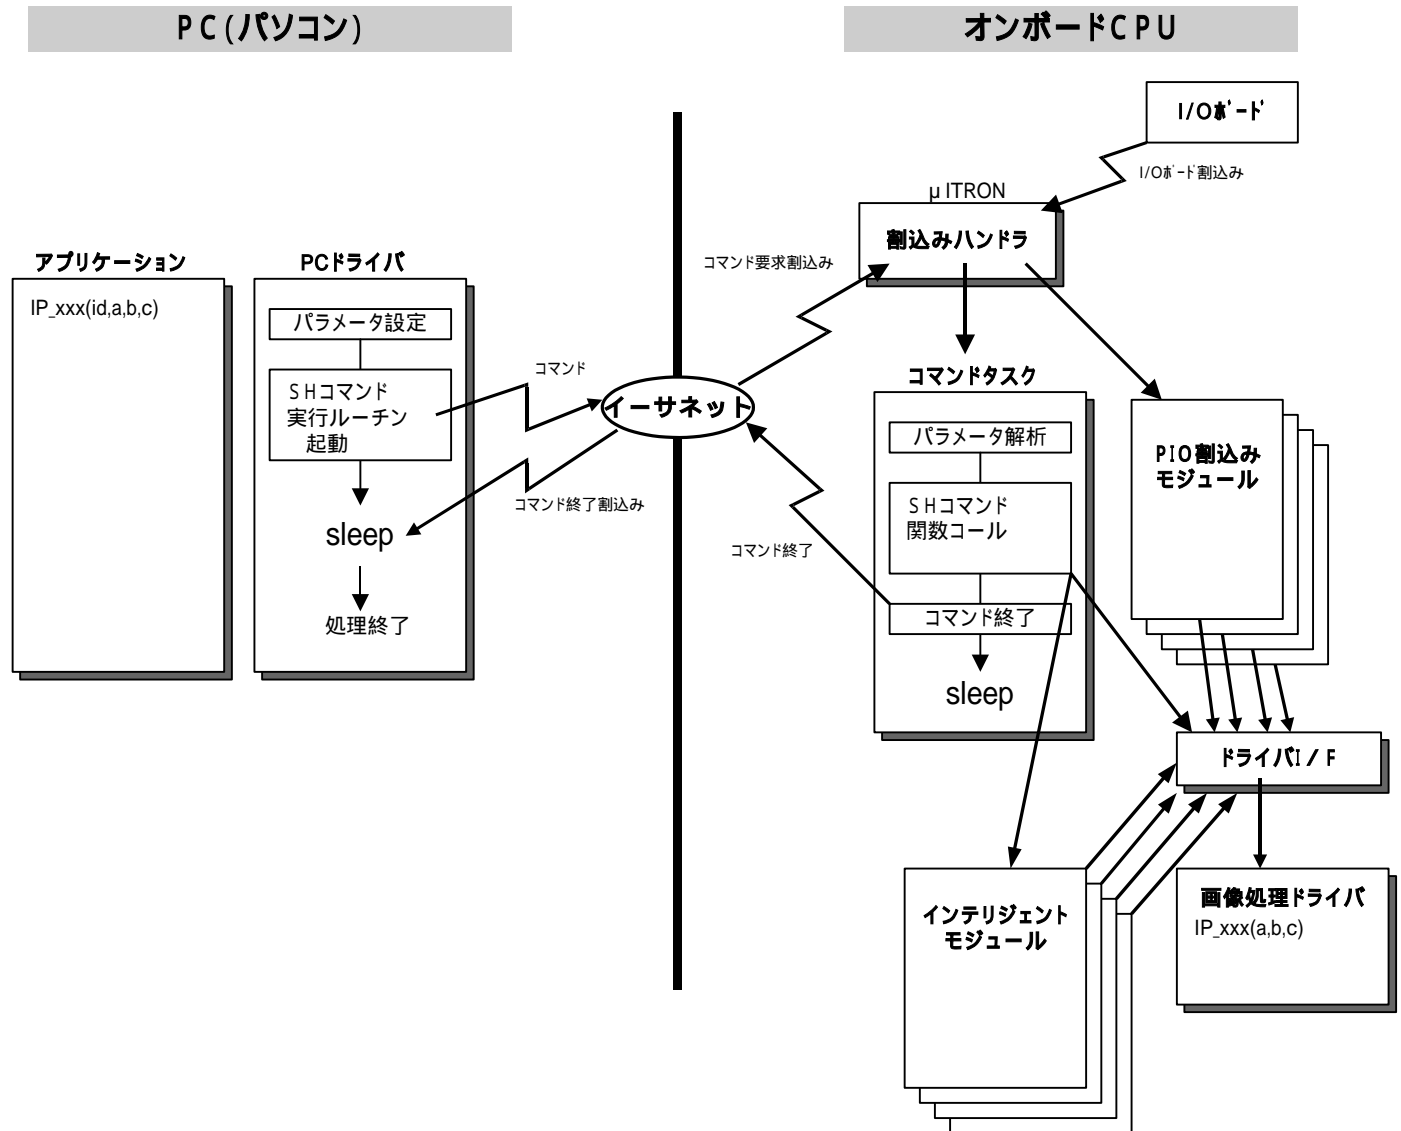 PC(パソコン)
オンボードCPU
I/Oボード
I/Oボード割込み
μITRON
割込みハンドラ
コマンド要求割込み
アプリケーション
IP_xxx(id,a,b,c)
PCドライバ
パラメータ設定
SHコマンド
実行ルーチン
起動
sleep
処理終了
コマンド
イーサネット
コマンド終了割込み
コマンド終了
コマンドタスク
パラメータ解析
SHコマンド
関数コール
コマンド終了
sleep
PIO割込み
モジュール
ドライバI/F
インテリジェント
モジュール
画像処理ドライバ
IP_xxx(a,b,c)